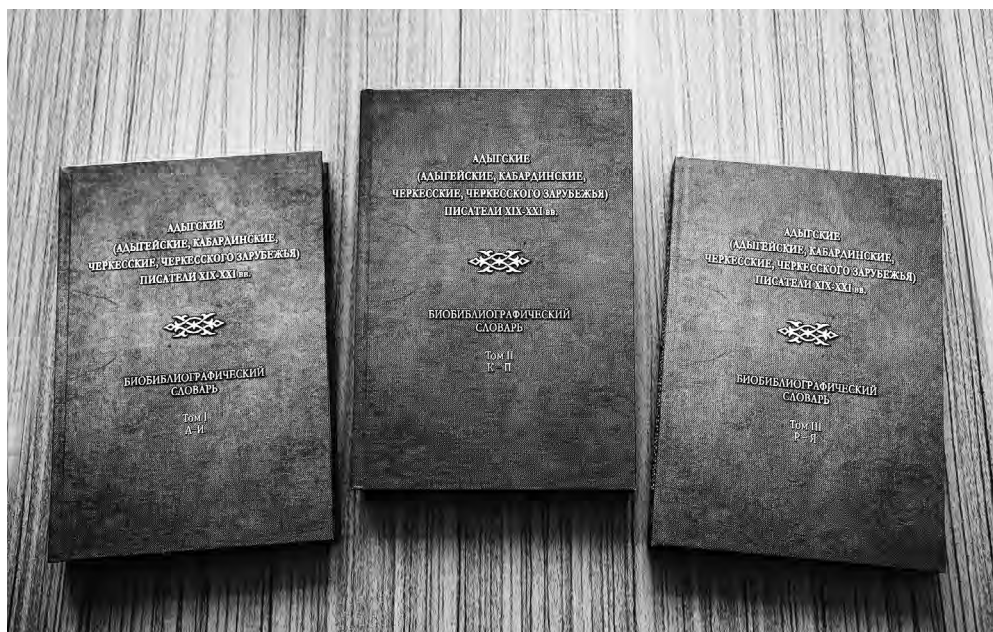 АДЫГСКИЕ
(АДЫГЕЙСКИЕ, КАБАРДИНСКИЕ,
ЧЕРКЕССКИЕ, ЧЕРКЕССКОГО ЗАРУБЕЖЬЯ)
ПИСАТЕЛИ XIX-XXI вв.
БИОБИБЛИОГРАФИЧЕСКИЙ
СЛОВАРЬ
Том I
А–И
АДЫГСКИЕ
(АДЫГЕЙСКИЕ, КАБАРДИНСКИЕ,
ЧЕРКЕССКИЕ, ЧЕРКЕССКОГО ЗАРУБЕЖЬЯ)
ПИСАТЕЛИ XIX-XXI вв.
БИОБИБЛИОГРАФИЧЕСКИЙ
СЛОВАРЬ
Том II
К – П
АДЫГСКИЕ
(АДЫГЕЙСКИЕ, КАБАРДИНСКИЕ,
ЧЕРКЕССКИЕ, ЧЕРКЕССКОГО ЗАРУБЕЖЬЯ)
ПИСАТЕЛИ XIX-XXI вв.
БИОБИБЛИОГРАФИЧЕСКИЙ
СЛОВАРЬ
Том III
Р – Я